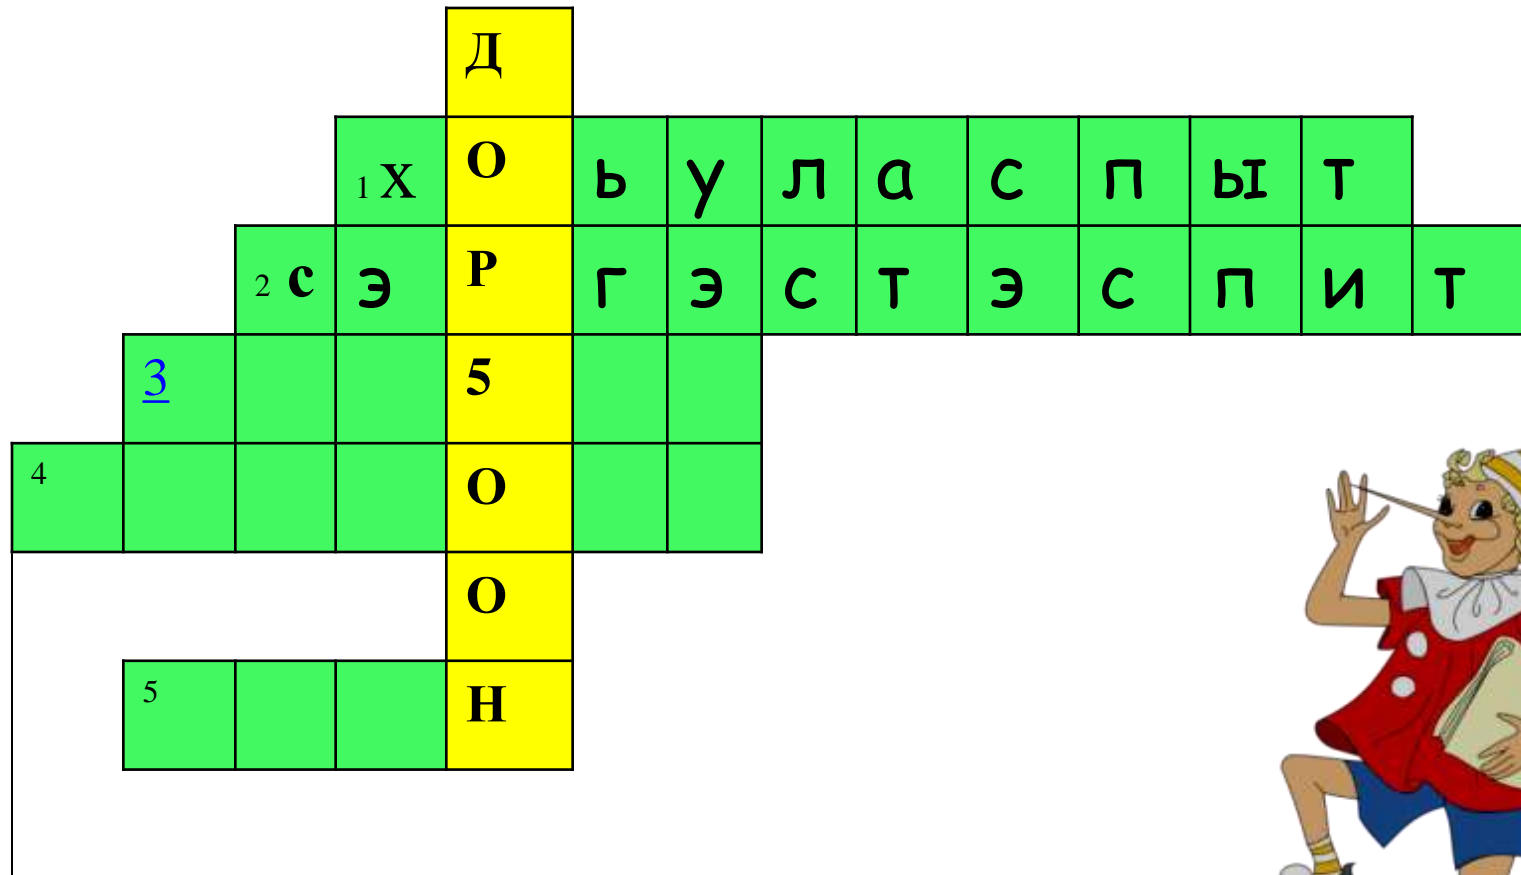 Д
1 Х О ь у л а с п ы т
2 с э Р г э с т э с п и т
3 5
4 О
О
5 Н